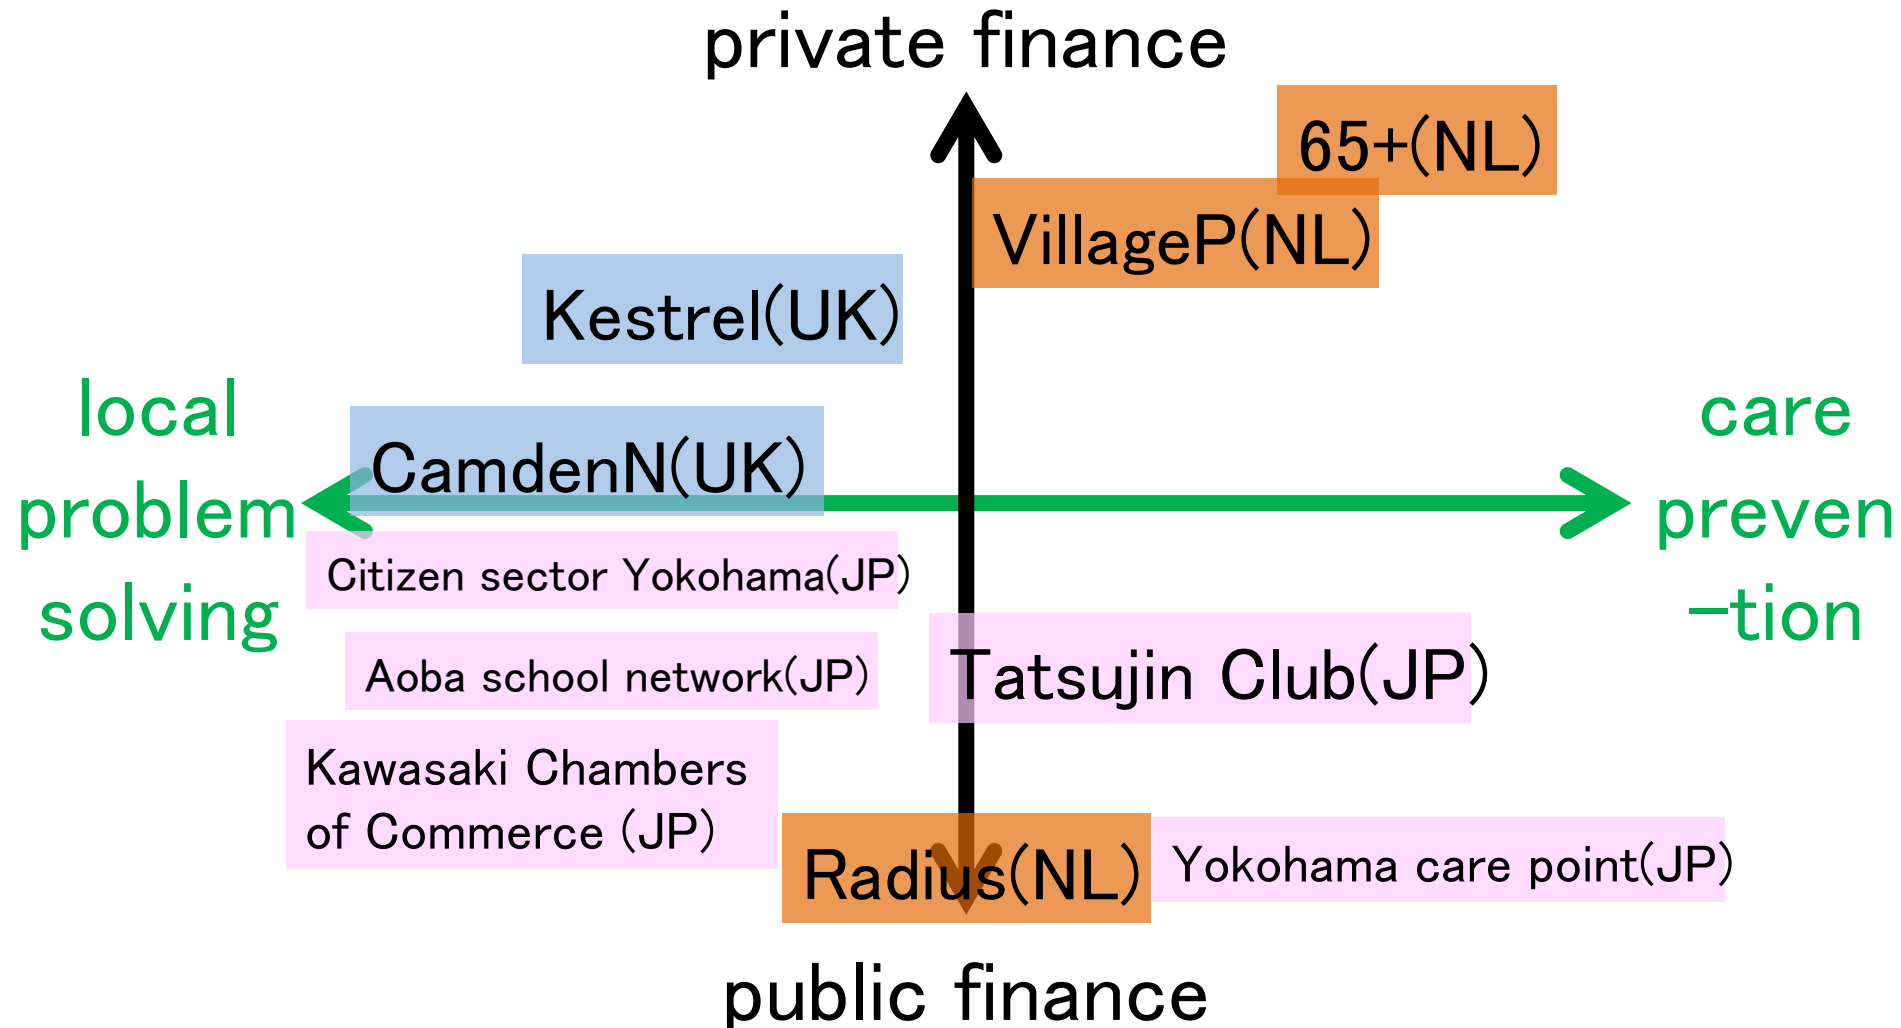 private finance
65+(NL)
VillageP(NL)
Kestrel(UK)
local
problem
solving
CamdenN(UK)
care
preven
-tion
Citizen sector Yokohama(JP)
Aoba school network(JP)
Tatsujin Club(JP)
Kawasaki Chambers
of Commerce (JP)
Radius(NL)
Yokohama care point(JP)
public finance